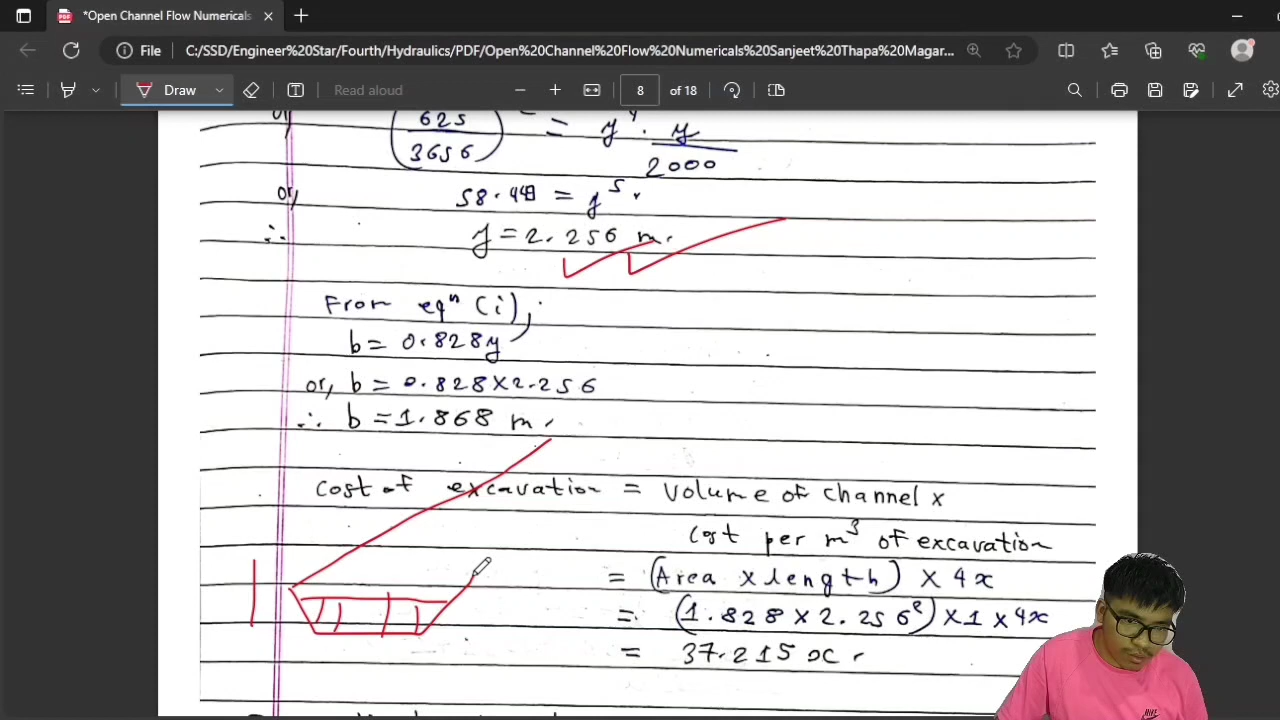 *Open Channel Flow Numericals
File C:/SSD/Engineer%20Star/Fourth/Hydraulics/PDF/Open%20Channel%20Flow%20Numericals%20Sanjeet%20Thapa%20Magar...
Draw Read aloud 8 of 18
or,
(625/3656) = y⁴. y/2000
or, 58.449 = y⁵.
∴ y = 2.256 m.
From eqⁿ (i),
b = 0.828y
or, b = 0.828×2.256
∴ b = 1.868 m.
Cost of excavation = Volume of channel x
Cost per m³ of excavation
= (Area × length) × 4x
= (1.828 × 2.256²) × 1 × 4x
= 37.215 x.